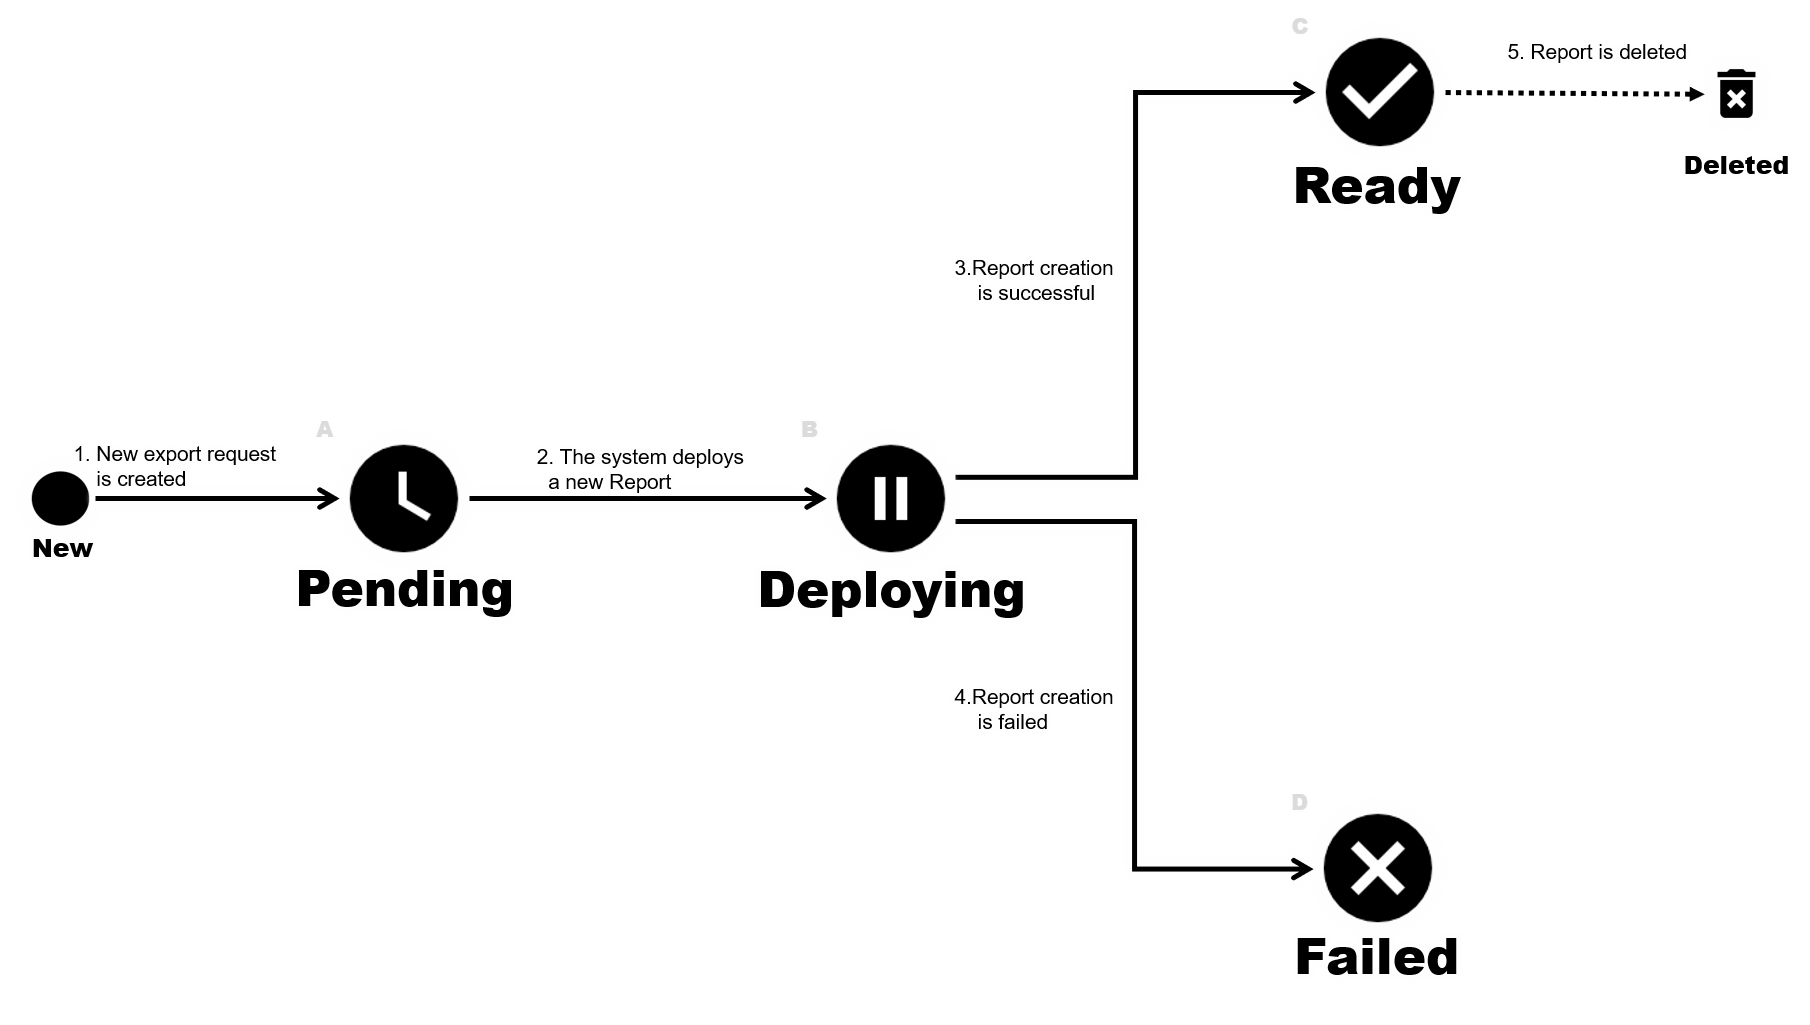 C
5. Report is deleted
Deleted
Ready
3.Report creation
is successful
A
B
1. New export request
is created
2. The system deploys
a new Report
New
Pending
Deploying
4.Report creation
is failed
D
Failed